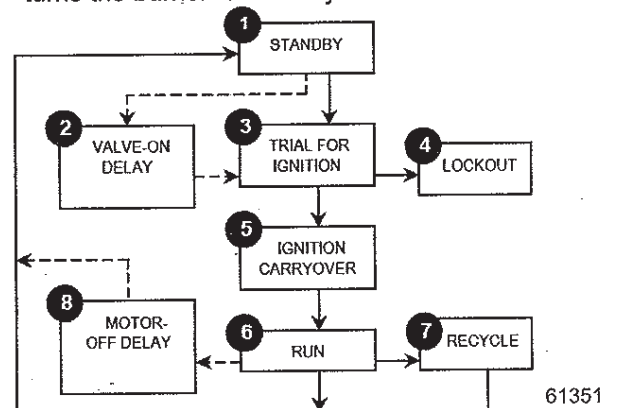 1
STANDBY
2
VALVE-ON
DELAY
3
TRIAL FOR
IGNITION
4
LOCKOUT
5
IGNITION
CARRYOVER
8
MOTOR-
OFF DELAY
6
RUN
7
RECYCLE
61351